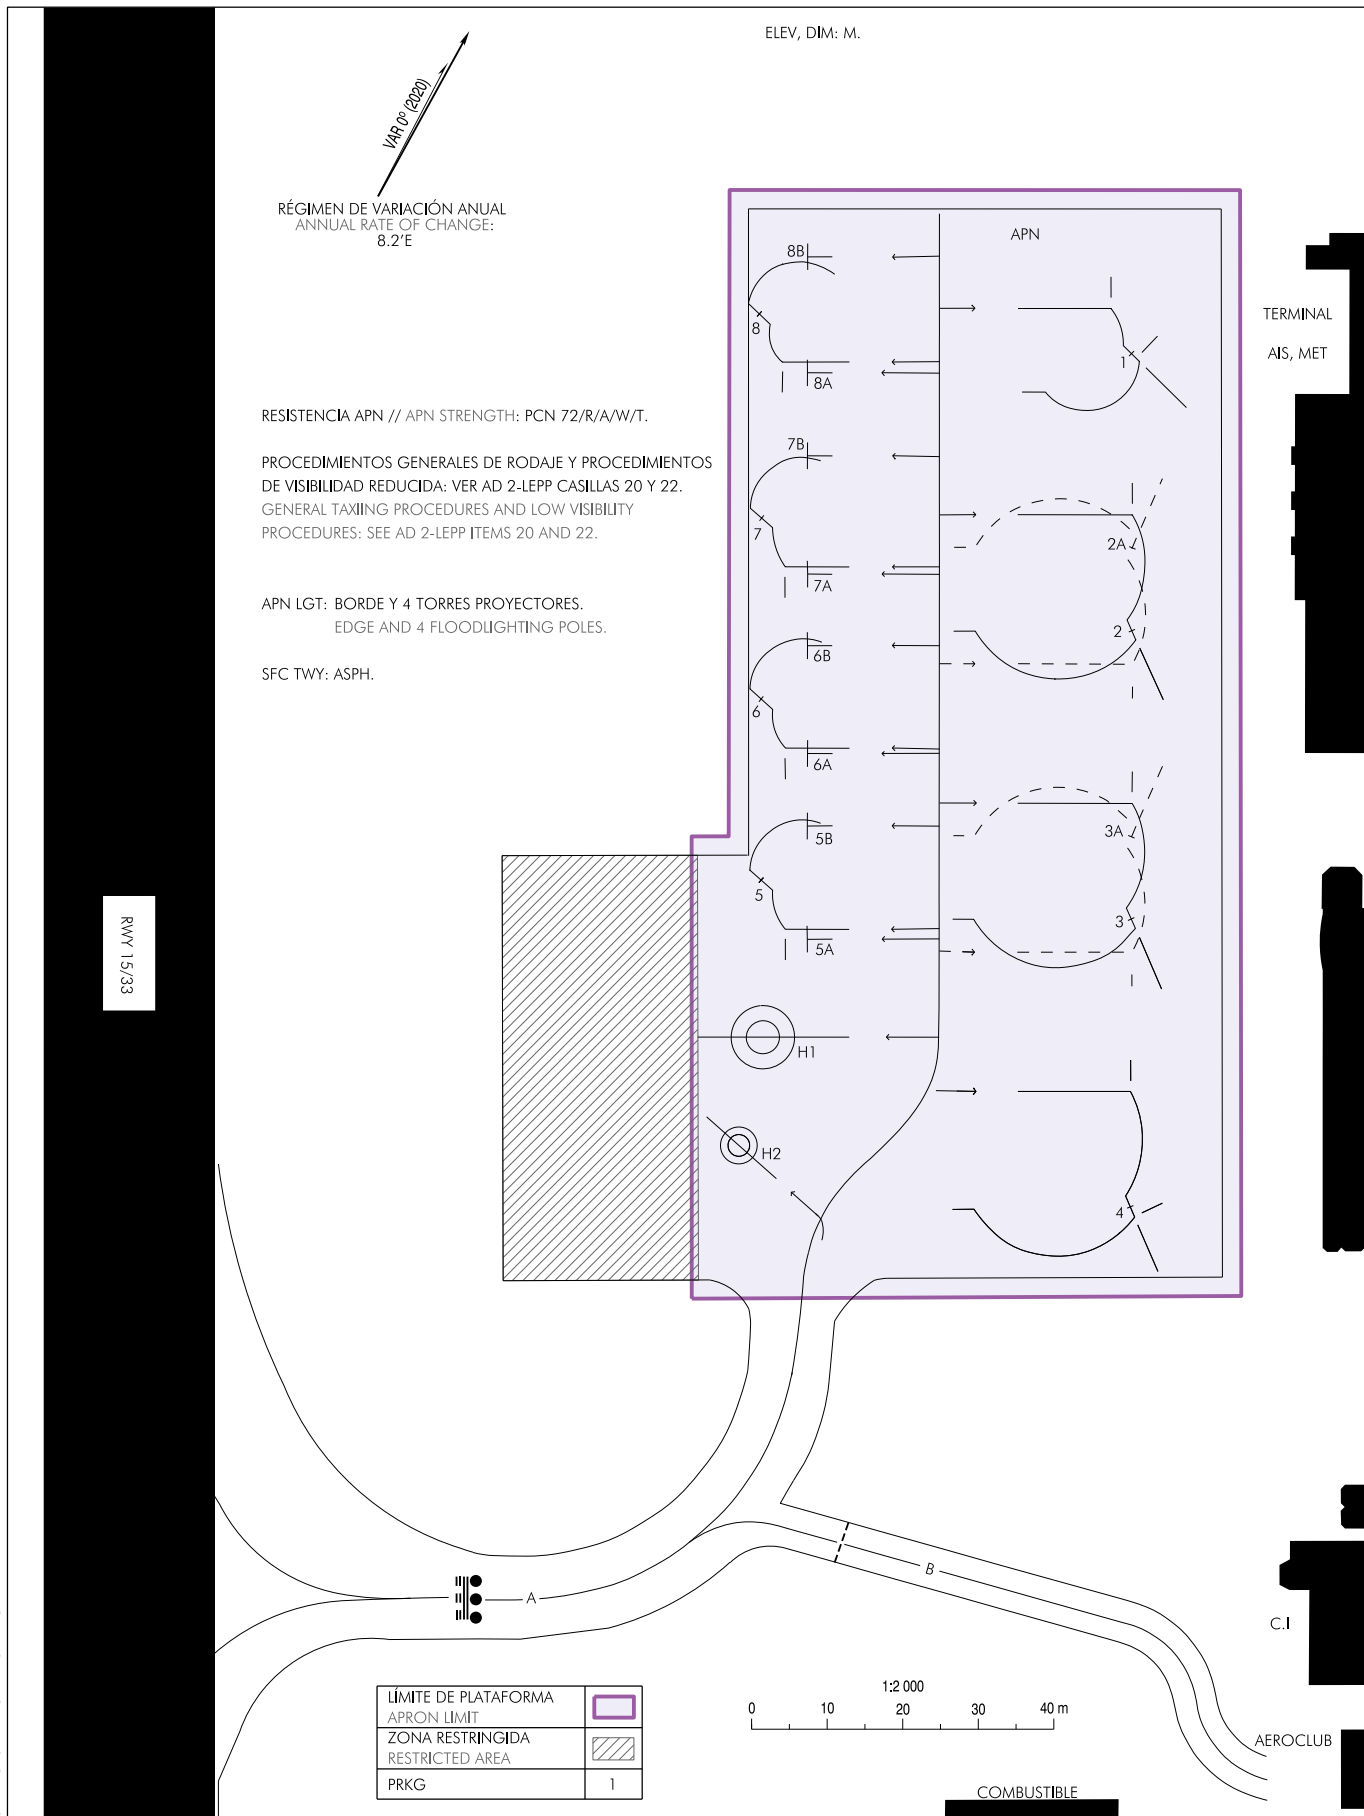 ELEV, DIM: M.
VAR 0º (2020)
RÉGIMEN DE VARIACIÓN ANUAL
ANNUAL RATE OF CHANGE:
8.2'E
APN
8B
8
8A
1
TERMINAL
AIS, MET
RESISTENCIA APN // APN STRENGTH: PCN 72/R/A/W/T.
PROCEDIMIENTOS GENERALES DE RODAJE Y PROCEDIMIENTOS
DE VISIBILIDAD REDUCIDA: VER AD 2-LEPP CASILLAS 20 Y 22.
GENERAL TAXIING PROCEDURES AND LOW VISIBILITY
PROCEDURES: SEE AD 2-LEPP ITEMS 20 AND 22.
APN LGT: BORDE Y 4 TORRES PROYECTORES.
EDGE AND 4 FLOODLIGHTING POLES.
SFC TWY: ASPH.
7B
7
7A
2A
2
6B
6
6A
5B
5
5A
3A
3
RWY 15/33
H1
H2
4
A
B
C.I
AEROCLUB
COMBUSTIBLE
LÍMITE DE PLATAFORMA
APRON LIMIT
ZONA RESTRINGIDA
RESTRICTED AREA
PRKG 1
1:2 000
0 10 20 30 40 m